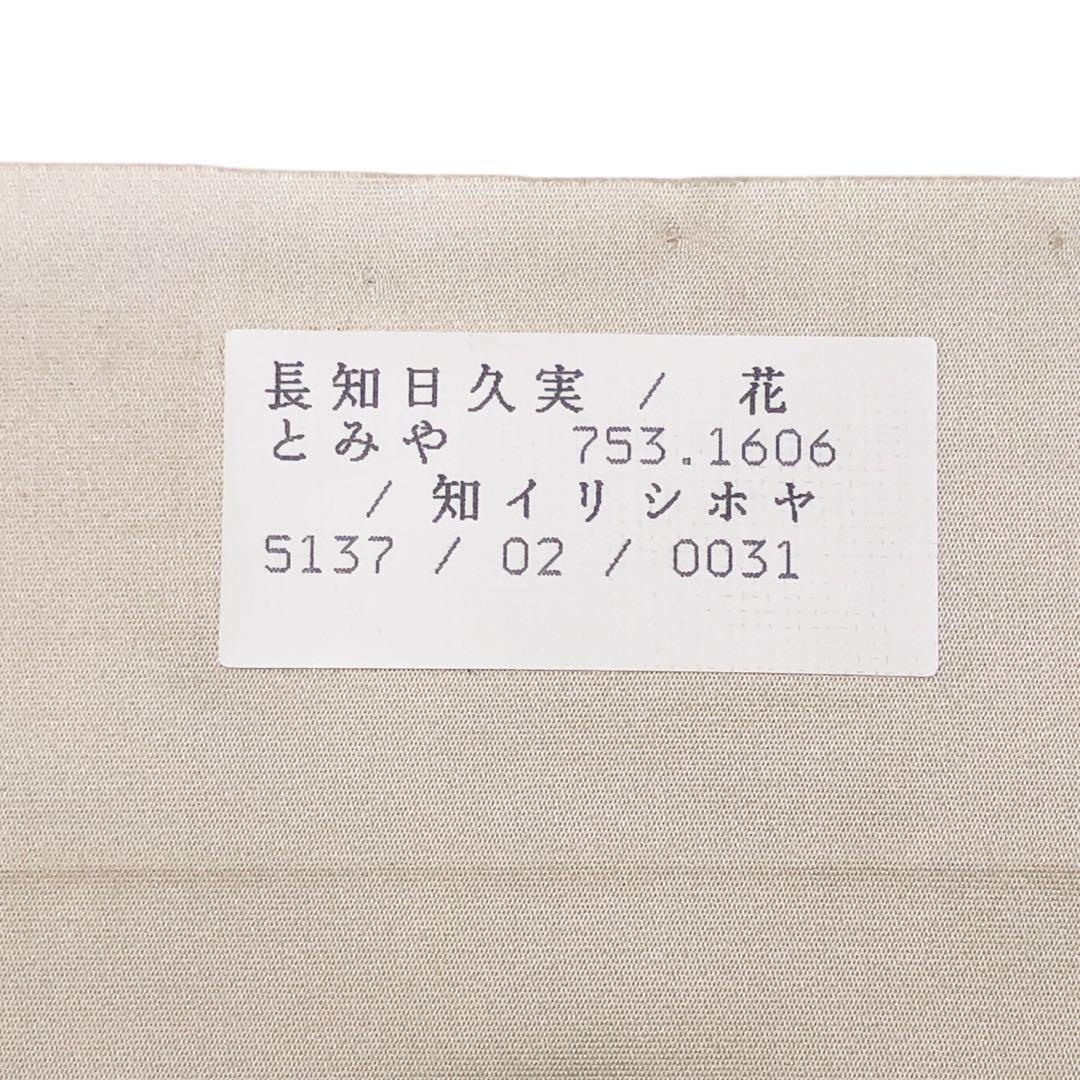 長知日久実 / 花
とみや 753.1606
/ 知イリシホヤ
5137 / 02 / 0031